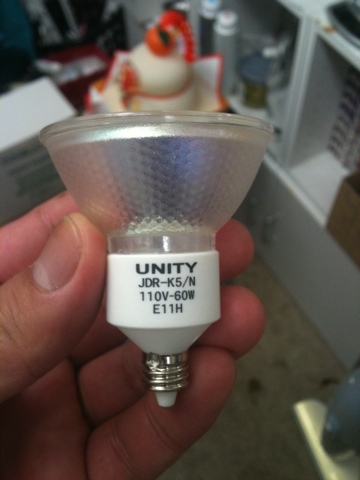 UNITY
JDR-K5/N
110V-60W
E11H